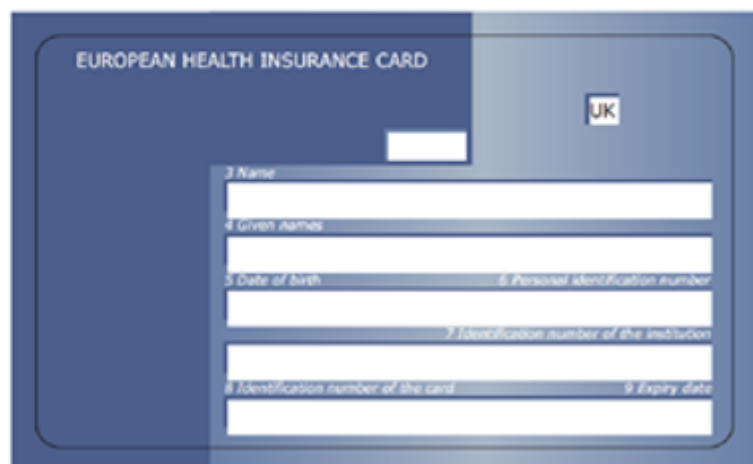 EUROPEAN HEALTH INSURANCE CARD
UK
3 Name
4 Given names
5 Date of birth 6 Personal identification number
7 Identification number of the institution
8 Identification number of the card 9 Expiry date